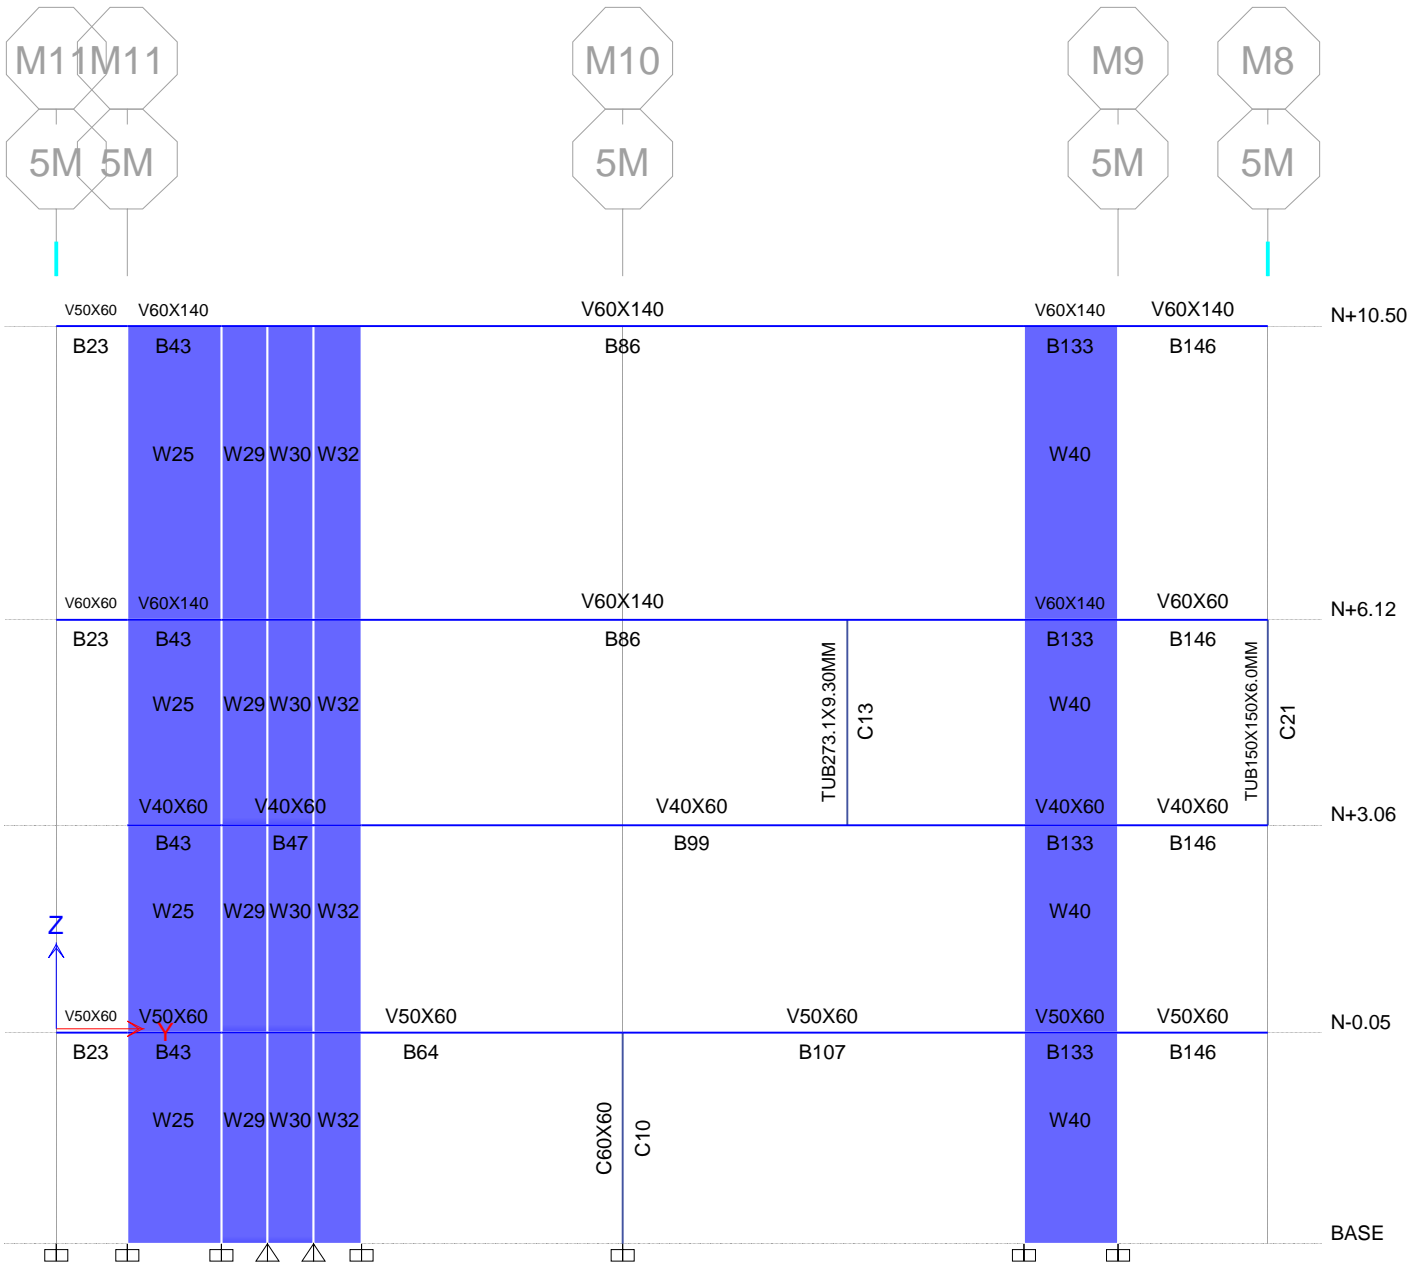 M11 M11 M10 M9 M8
5M 5M 5M 5M 5M
V50X60 V60X140 V60X140 V60X140 V60X140 N+10.50
B23 B43 B86 B133 B146
W25 W29 W30 W32 W40
V60X60 V60X140 V60X140 V60X140 V60X60 N+6.12
B23 B43 B86 B133 B146
W25 W29 W30 W32 W40
TUB273.1X9.30MM C13 TUB150X150X6.0MM C21
V40X60 V40X60 V40X60 V40X60 V40X60 N+3.06
B43 B47 B99 B133 B146
W25 W29 W30 W32 W40
Z
V50X60 V50X60 V50X60 V50X60 V50X60 V50X60 N-0.05
Y
B23 B43 B64 B107 B133 B146
W25 W29 W30 W32 W40
C60X60 C10
BASE